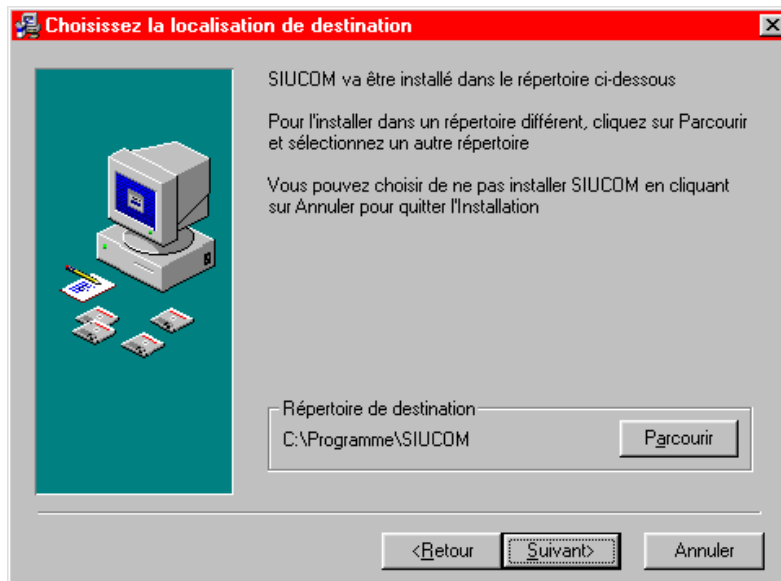 Choisissez la localisation de destination
SIUCOM va être installé dans le répertoire ci-dessous
Pour l'installer dans un répertoire différent, cliquez sur Parcourir
et sélectionnez un autre répertoire
Vous pouvez choisir de ne pas installer SIUCOM en cliquant
sur Annuler pour quitter l'Installation
Répertoire de destination
C:\Programme\SIUCOM
Parcourir
<Retour
Suivant>
Annuler